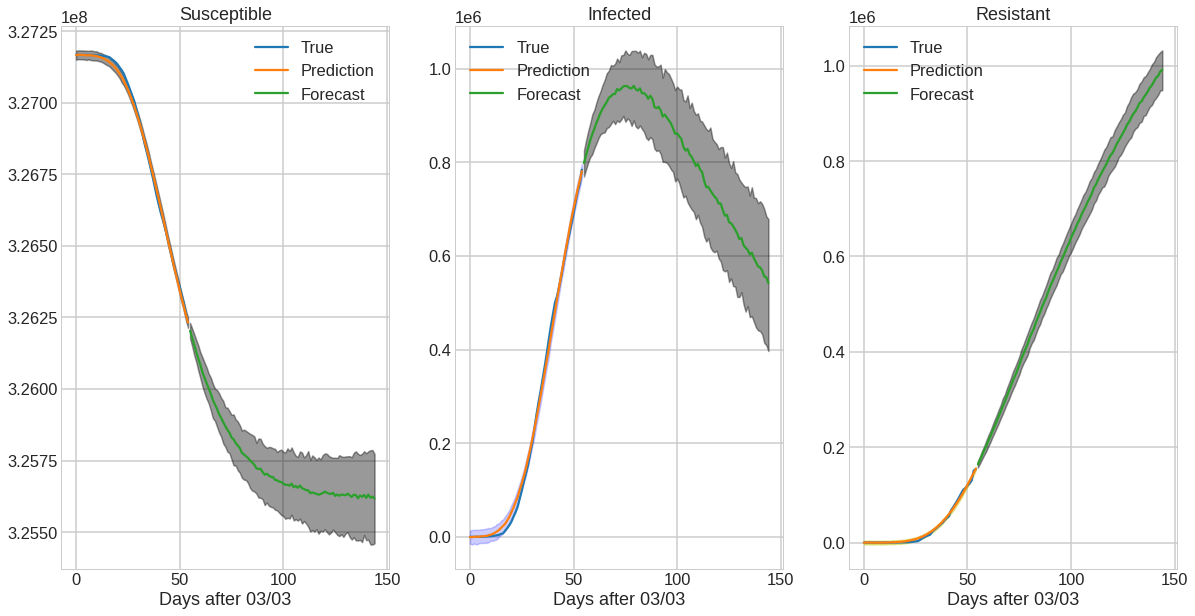 Susceptible
1e8
3.2725
3.2700
3.2675
3.2650
3.2625
3.2600
3.2575
3.2550
0
50
100
150
Days after 03/03
True
Prediction
Forecast
Infected
1e6
1.0
0.8
0.6
0.4
0.2
0.0
0
50
100
150
Days after 03/03
True
Prediction
Forecast
Resistant
1e6
1.0
0.8
0.6
0.4
0.2
0.0
0
50
100
150
Days after 03/03
True
Prediction
Forecast